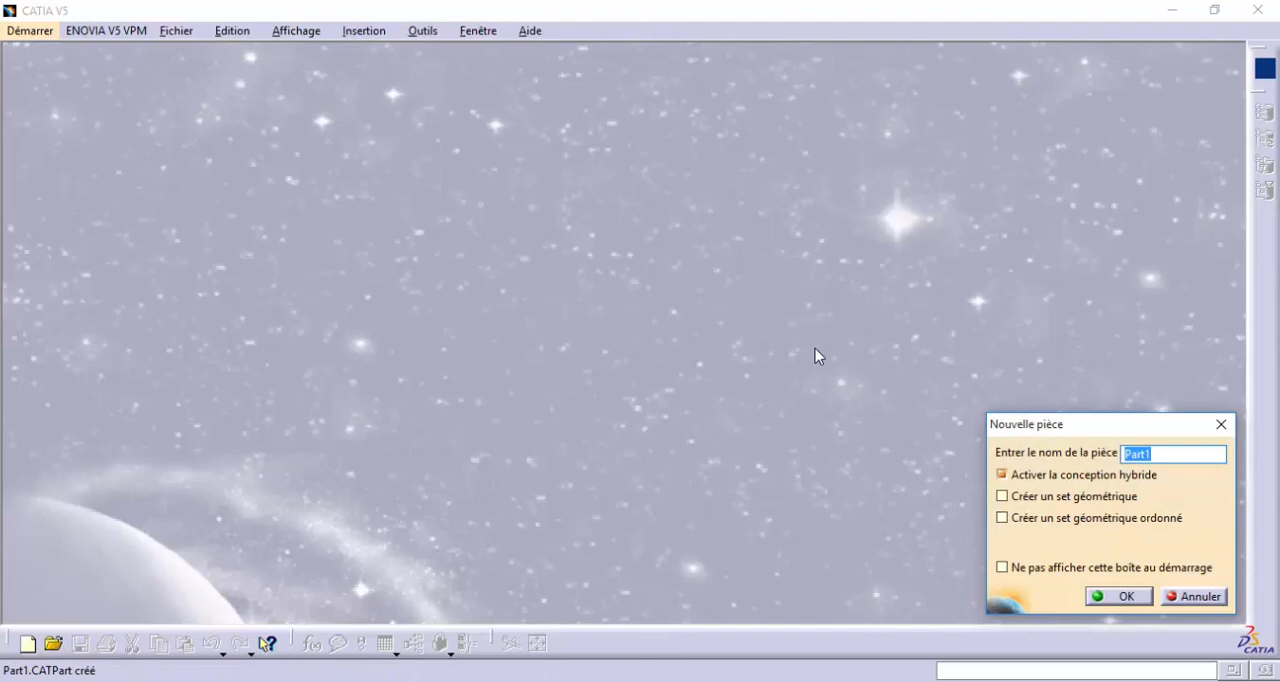 CATIA V5
Démarrer ENOVIA V5 VPM Fichier Edition Affichage Insertion Outils Fenêtre Aide
Nouvelle pièce
Entrer le nom de la pièce Part1
Activer la conception hybride
Créer un set géométrique
Créer un set géométrique ordonné
Ne pas afficher cette boîte au démarrage
OK Annuler
f(x)
CATIA
Part1.CATPart créé